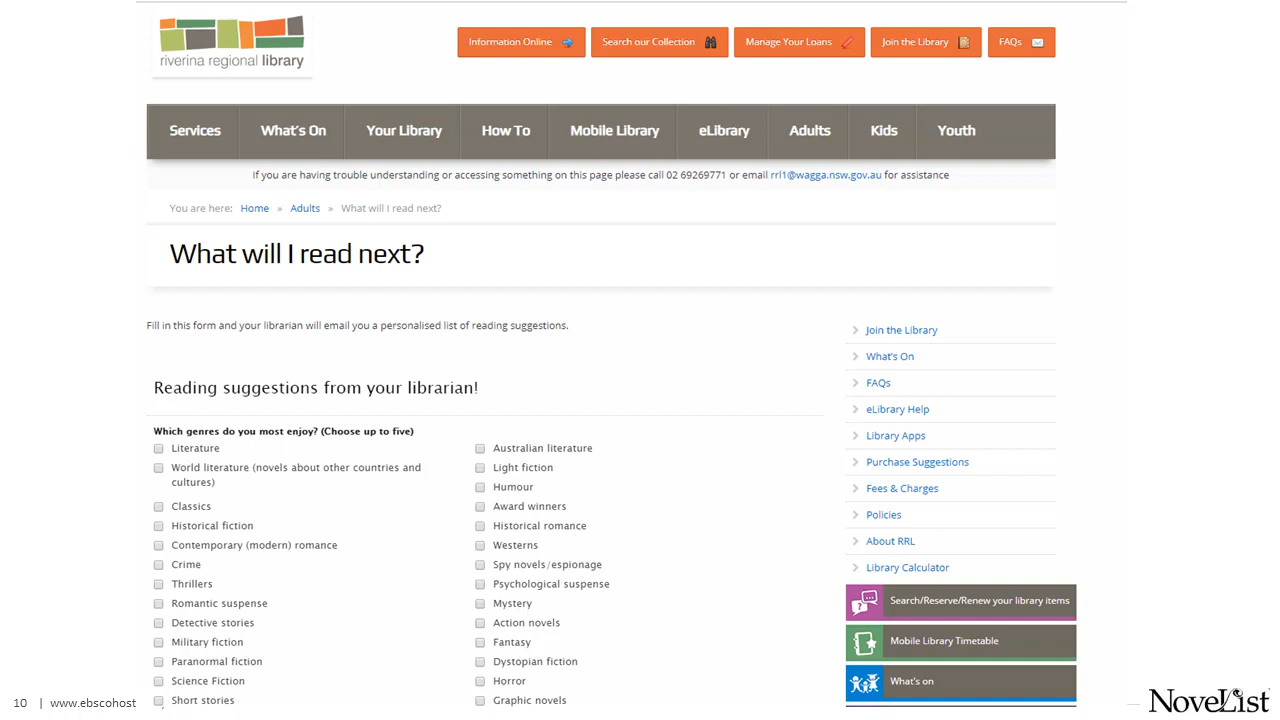 riverina regional library
Information Online
Search our Collection
Manage Your Loans
Join the Library
FAQs
Services
What's On
Your Library
How To
Mobile Library
eLibrary
Adults
Kids
Youth
If you are having trouble understanding or accessing something on this page please call 02 69269771 or email rrl1@wagga.nsw.gov.au for assistance
You are here: Home » Adults » What will I read next?
What will I read next?
Fill in this form and your librarian will email you a personalised list of reading suggestions.
Reading suggestions from your librarian!
Which genres do you most enjoy? (Choose up to five)
Literature
World literature (novels about other countries and
cultures)
Classics
Historical fiction
Contemporary (modern) romance
Crime
Thrillers
Romantic suspense
Detective stories
Military fiction
Paranormal fiction
Science Fiction
Short stories
Australian literature
Light fiction
Humour
Award winners
Historical romance
Westerns
Spy novels/espionage
Psychological suspense
Mystery
Action novels
Fantasy
Dystopian fiction
Horror
Graphic novels
Join the Library
What's On
FAQs
eLibrary Help
Library Apps
Purchase Suggestions
Fees & Charges
Policies
About RRL
Library Calculator
Search/Reserve/Renew your library items
Mobile Library Timetable
What's on
10 | www.ebscohost
NoveList